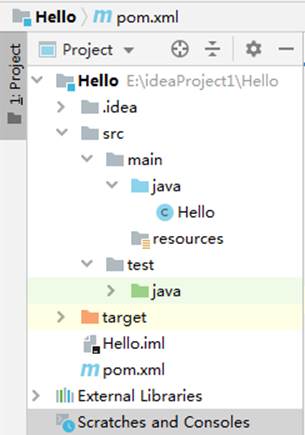 Hello pom.xml
1: Project
Project
Hello E:\ideaProject1\Hello
.idea
src
main
java
Hello
resources
test
java
target
Hello.iml
pom.xml
External Libraries
Scratches and Consoles